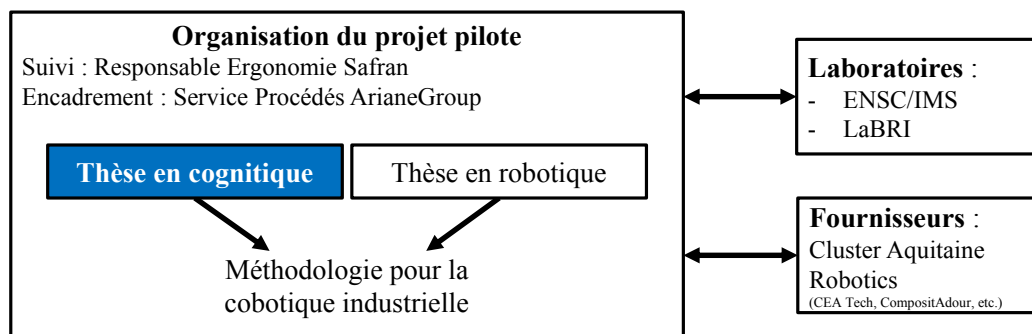 Organisation du projet pilote
Suivi : Responsable Ergonomie Safran
Encadrement : Service Procédés ArianeGroup
Thèse en cognitique
Thèse en robotique
Méthodologie pour la
cobotique industrielle
Laboratoires :
- ENSC/IMS
- LaBRI
Fournisseurs :
Cluster Aquitaine
Robotics
(CEA Tech, CompositAdour, etc.)